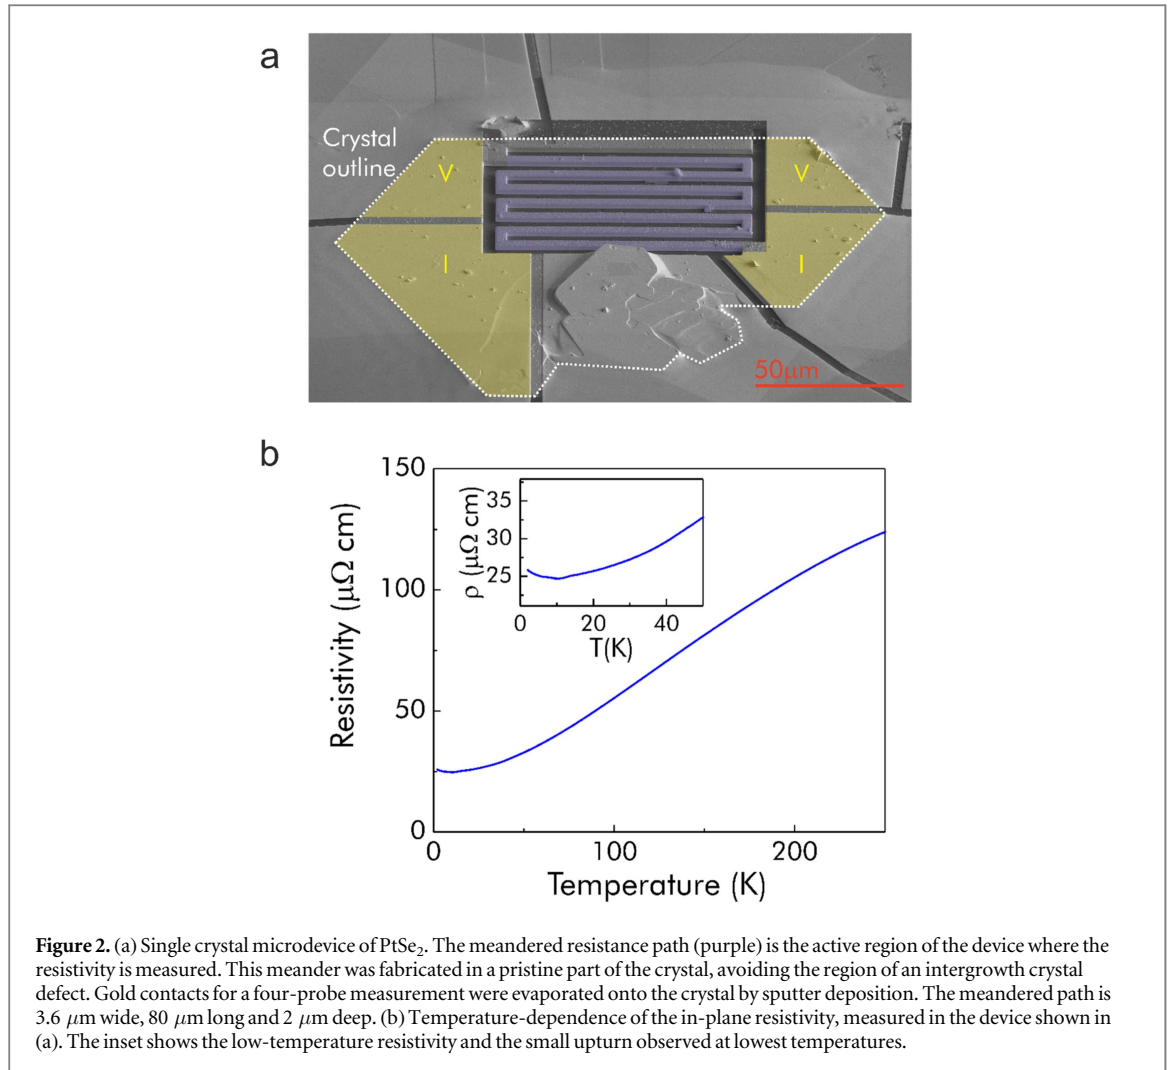 a
Crystal
outline
V
V
I
I
50μm
b
Resistivity (μΩ cm)
150
100
50
0
0
100
200
Temperature (K)
ρ (μΩ cm)
35
30
25
0
20
40
T(K)
Figure 2. (a) Single crystal microdevice of PtSe₂. The meandered resistance path (purple) is the active region of the device where the
resistivity is measured. This meander was fabricated in a pristine part of the crystal, avoiding the region of an intergrowth crystal
defect. Gold contacts for a four-probe measurement were evaporated onto the crystal by sputter deposition. The meandered path is
3.6 μm wide, 80 μm long and 2 μm deep. (b) Temperature-dependence of the in-plane resistivity, measured in the device shown in
(a). The inset shows the low-temperature resistivity and the small upturn observed at lowest temperatures.